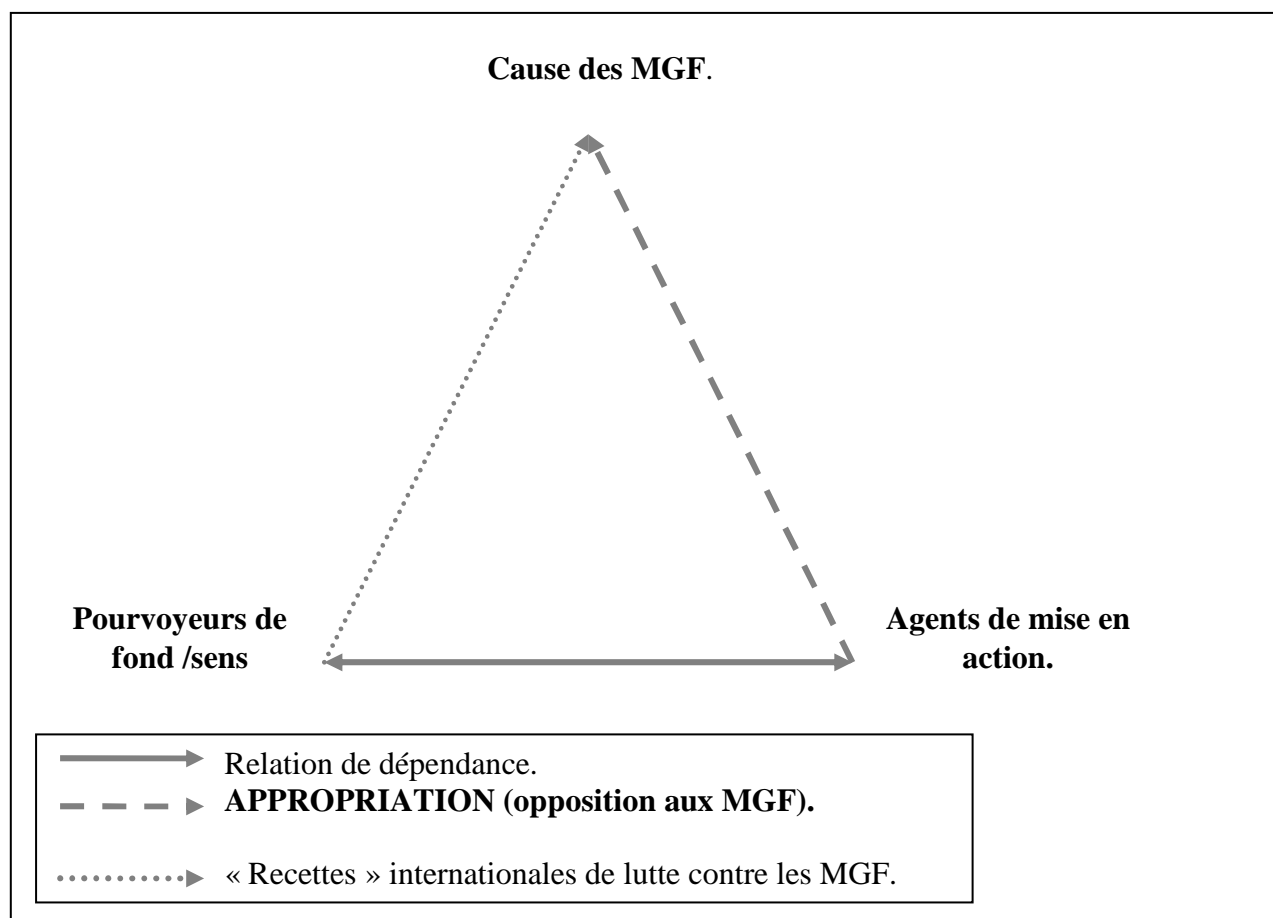 Cause des MGF.
Pourvoyeurs de
fond /sens
Agents de mise en
action.
Relation de dépendance.
APPROPRIATION (opposition aux MGF).
« Recettes » internationales de lutte contre les MGF.